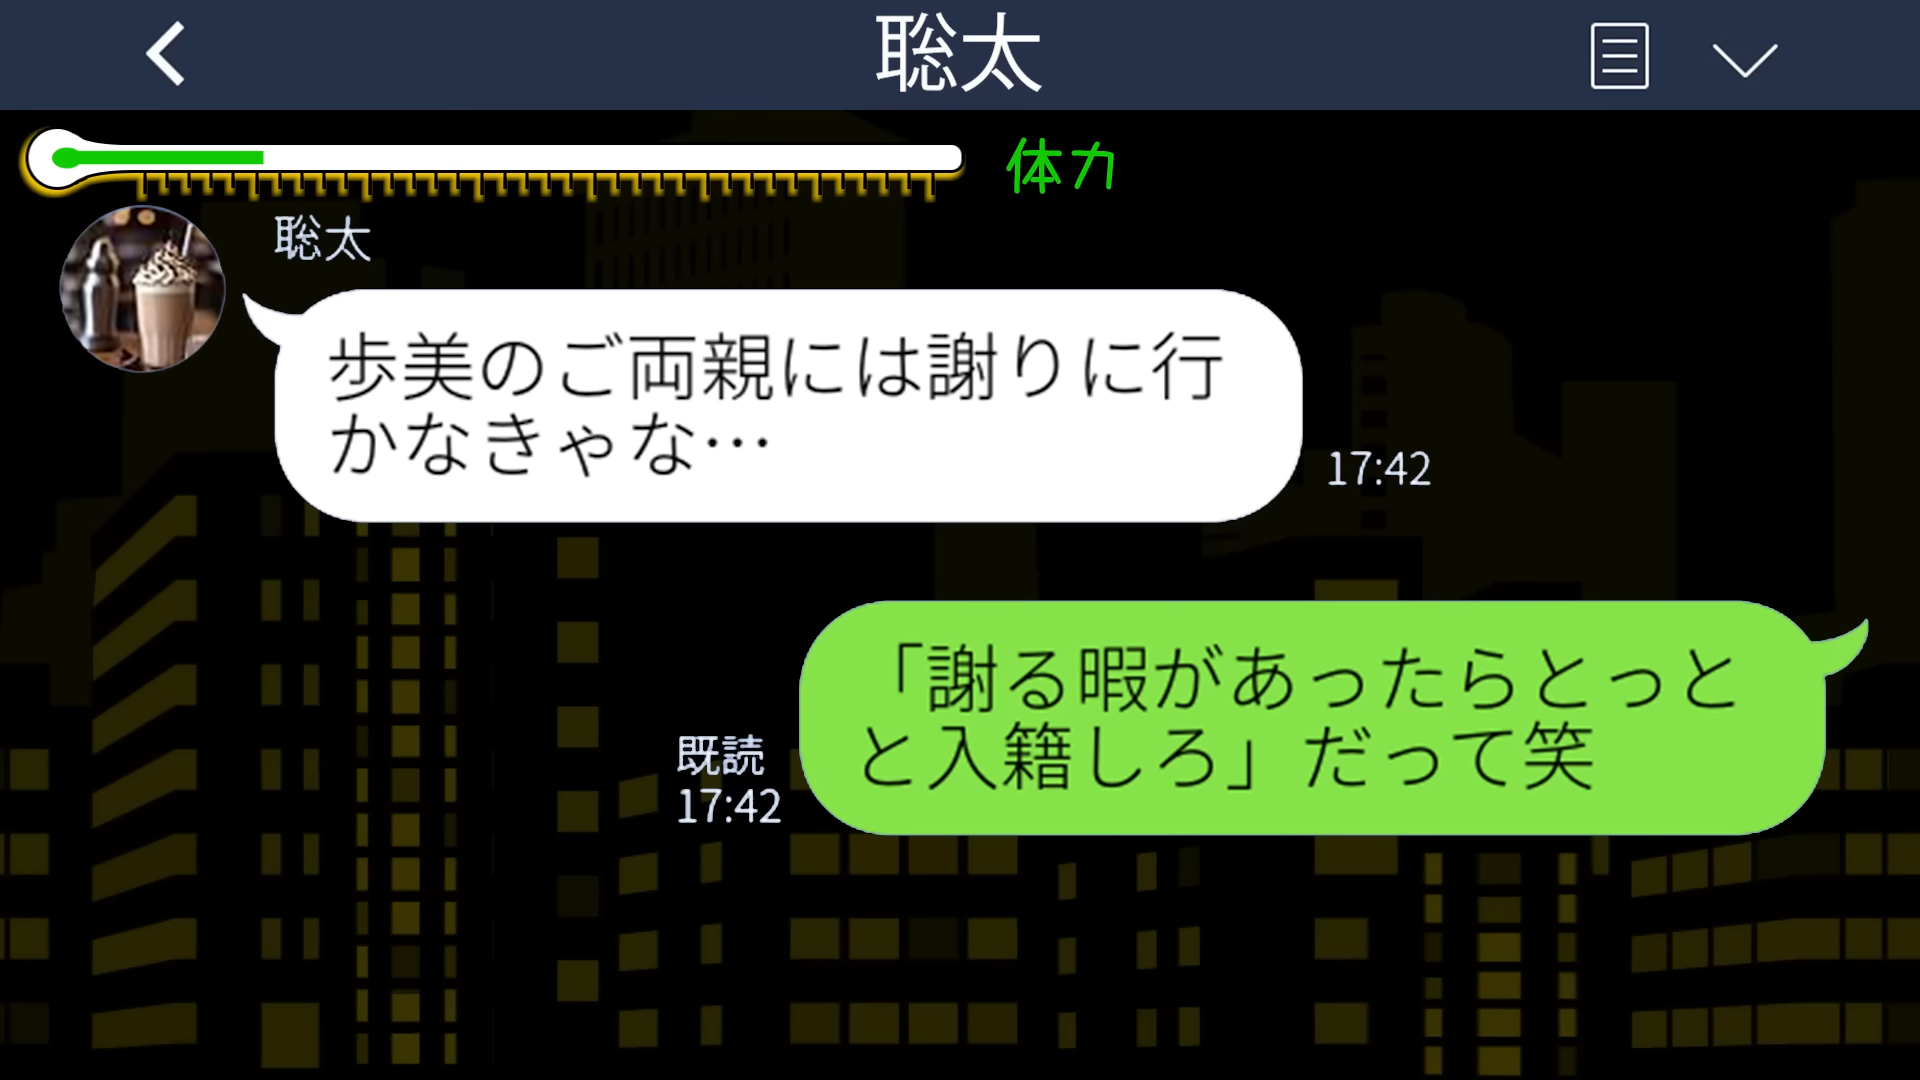 聡太
体力
聡太
歩美のご両親には謝りに行
かなきゃな…
17:42
「謝る暇があったらとっと
と入籍しろ」だって笑
既読
17:42